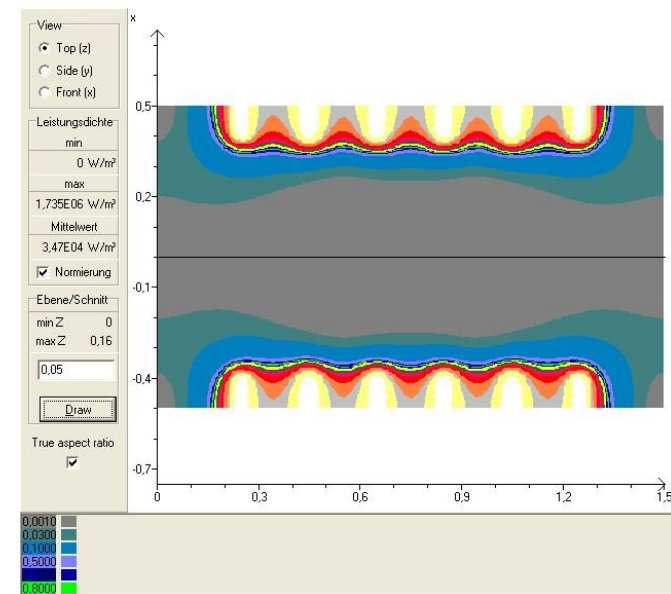 View
Top (z)
Side (y)
Front (x)
Leistungsdichte
min
0 W/m³
max
1,735E06 W/m³
Mittelwert
3,47E04 W/m³
Normierung
Ebene/Schnitt
min Z 0
max Z 0,16
0,05
Draw
True aspect ratio
x
0,5
0,2
-0,1
-0,4
-0,7
0 0,3 0,6 0,9 1,2 1,5
0,0010
0,0300
0,1000
0,5000
0,8000